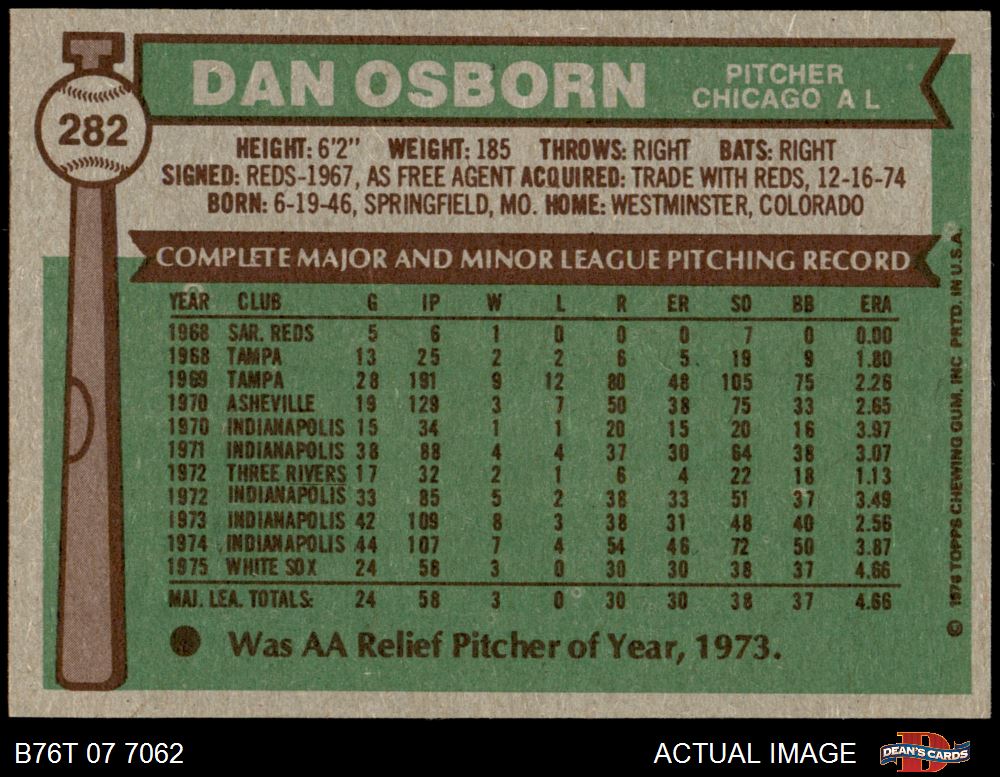 DAN OSBORN
PITCHER
CHICAGO A L
282
HEIGHT: 6'2" WEIGHT: 185 THROWS: RIGHT BATS: RIGHT
SIGNED: REDS-1967, AS FREE AGENT ACQUIRED: TRADE WITH REDS, 12-16-74
BORN: 6-19-46, SPRINGFIELD, MO. HOME: WESTMINSTER, COLORADO
COMPLETE MAJOR AND MINOR LEAGUE PITCHING RECORD
YEAR CLUB G IP W L R ER SO BB ERA
1968 SAR. REDS 5 6 1 0 0 0 7 0 0.00
1968 TAMPA 13 25 2 2 6 5 19 9 1.80
1969 TAMPA 28 191 9 12 80 48 105 75 2.26
1970 ASHEVILLE 19 129 3 7 50 38 75 33 2.65
1970 INDIANAPOLIS 15 34 1 1 20 15 20 16 3.97
1971 INDIANAPOLIS 38 88 4 4 37 30 64 38 3.07
1972 THREE RIVERS 17 32 2 1 6 4 22 18 1.13
1972 INDIANAPOLIS 33 85 5 2 38 33 51 37 3.49
1973 INDIANAPOLIS 42 109 8 3 38 31 48 40 2.56
1974 INDIANAPOLIS 44 107 7 4 54 46 72 50 3.87
1975 WHITE SOX 24 58 3 0 30 30 38 37 4.66
MAJ. LEA. TOTALS: 24 58 3 0 30 30 38 37 4.66
Was AA Relief Pitcher of Year, 1973.
© 1976 TOPPS CHEWING GUM, INC. PRTD. IN U.S.A.
B76T 07 7062
ACTUAL IMAGE
DEAN'S CARDS